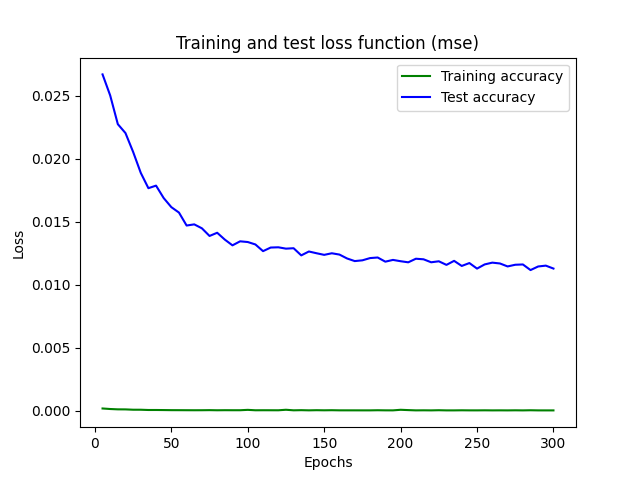 Training and test loss function (mse)
Training accuracy
Test accuracy
0.025
0.020
0.015
0.010
0.005
0.000
Loss
0 50 100 150 200 250 300
Epochs